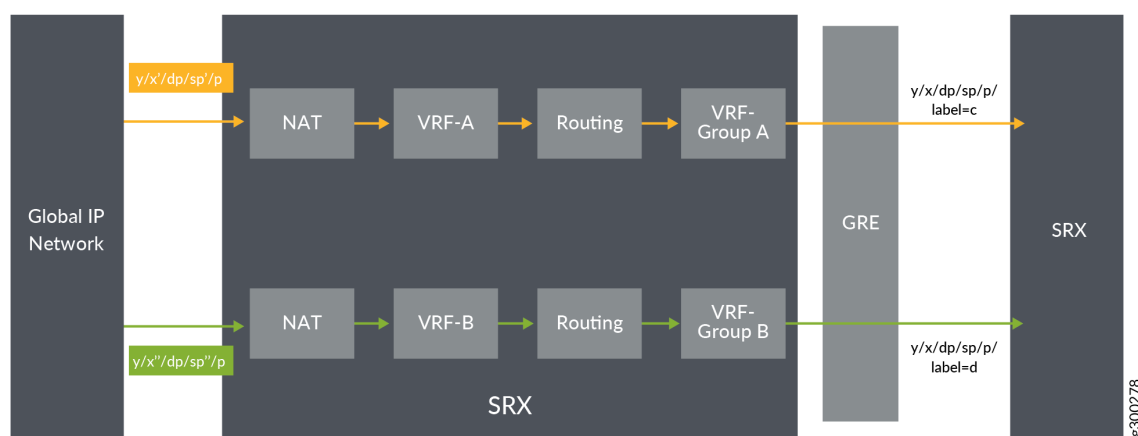 y/x'/dp/sp'/p
NAT
VRF-A
Routing
VRF-
Group A
y/x/dp/sp/p/
label=c
Global IP
Network
GRE
SRX
NAT
VRF-B
Routing
VRF-
Group B
y/x''/dp/sp''/p
y/x/dp/sp/p/
label=d
SRX
g300278